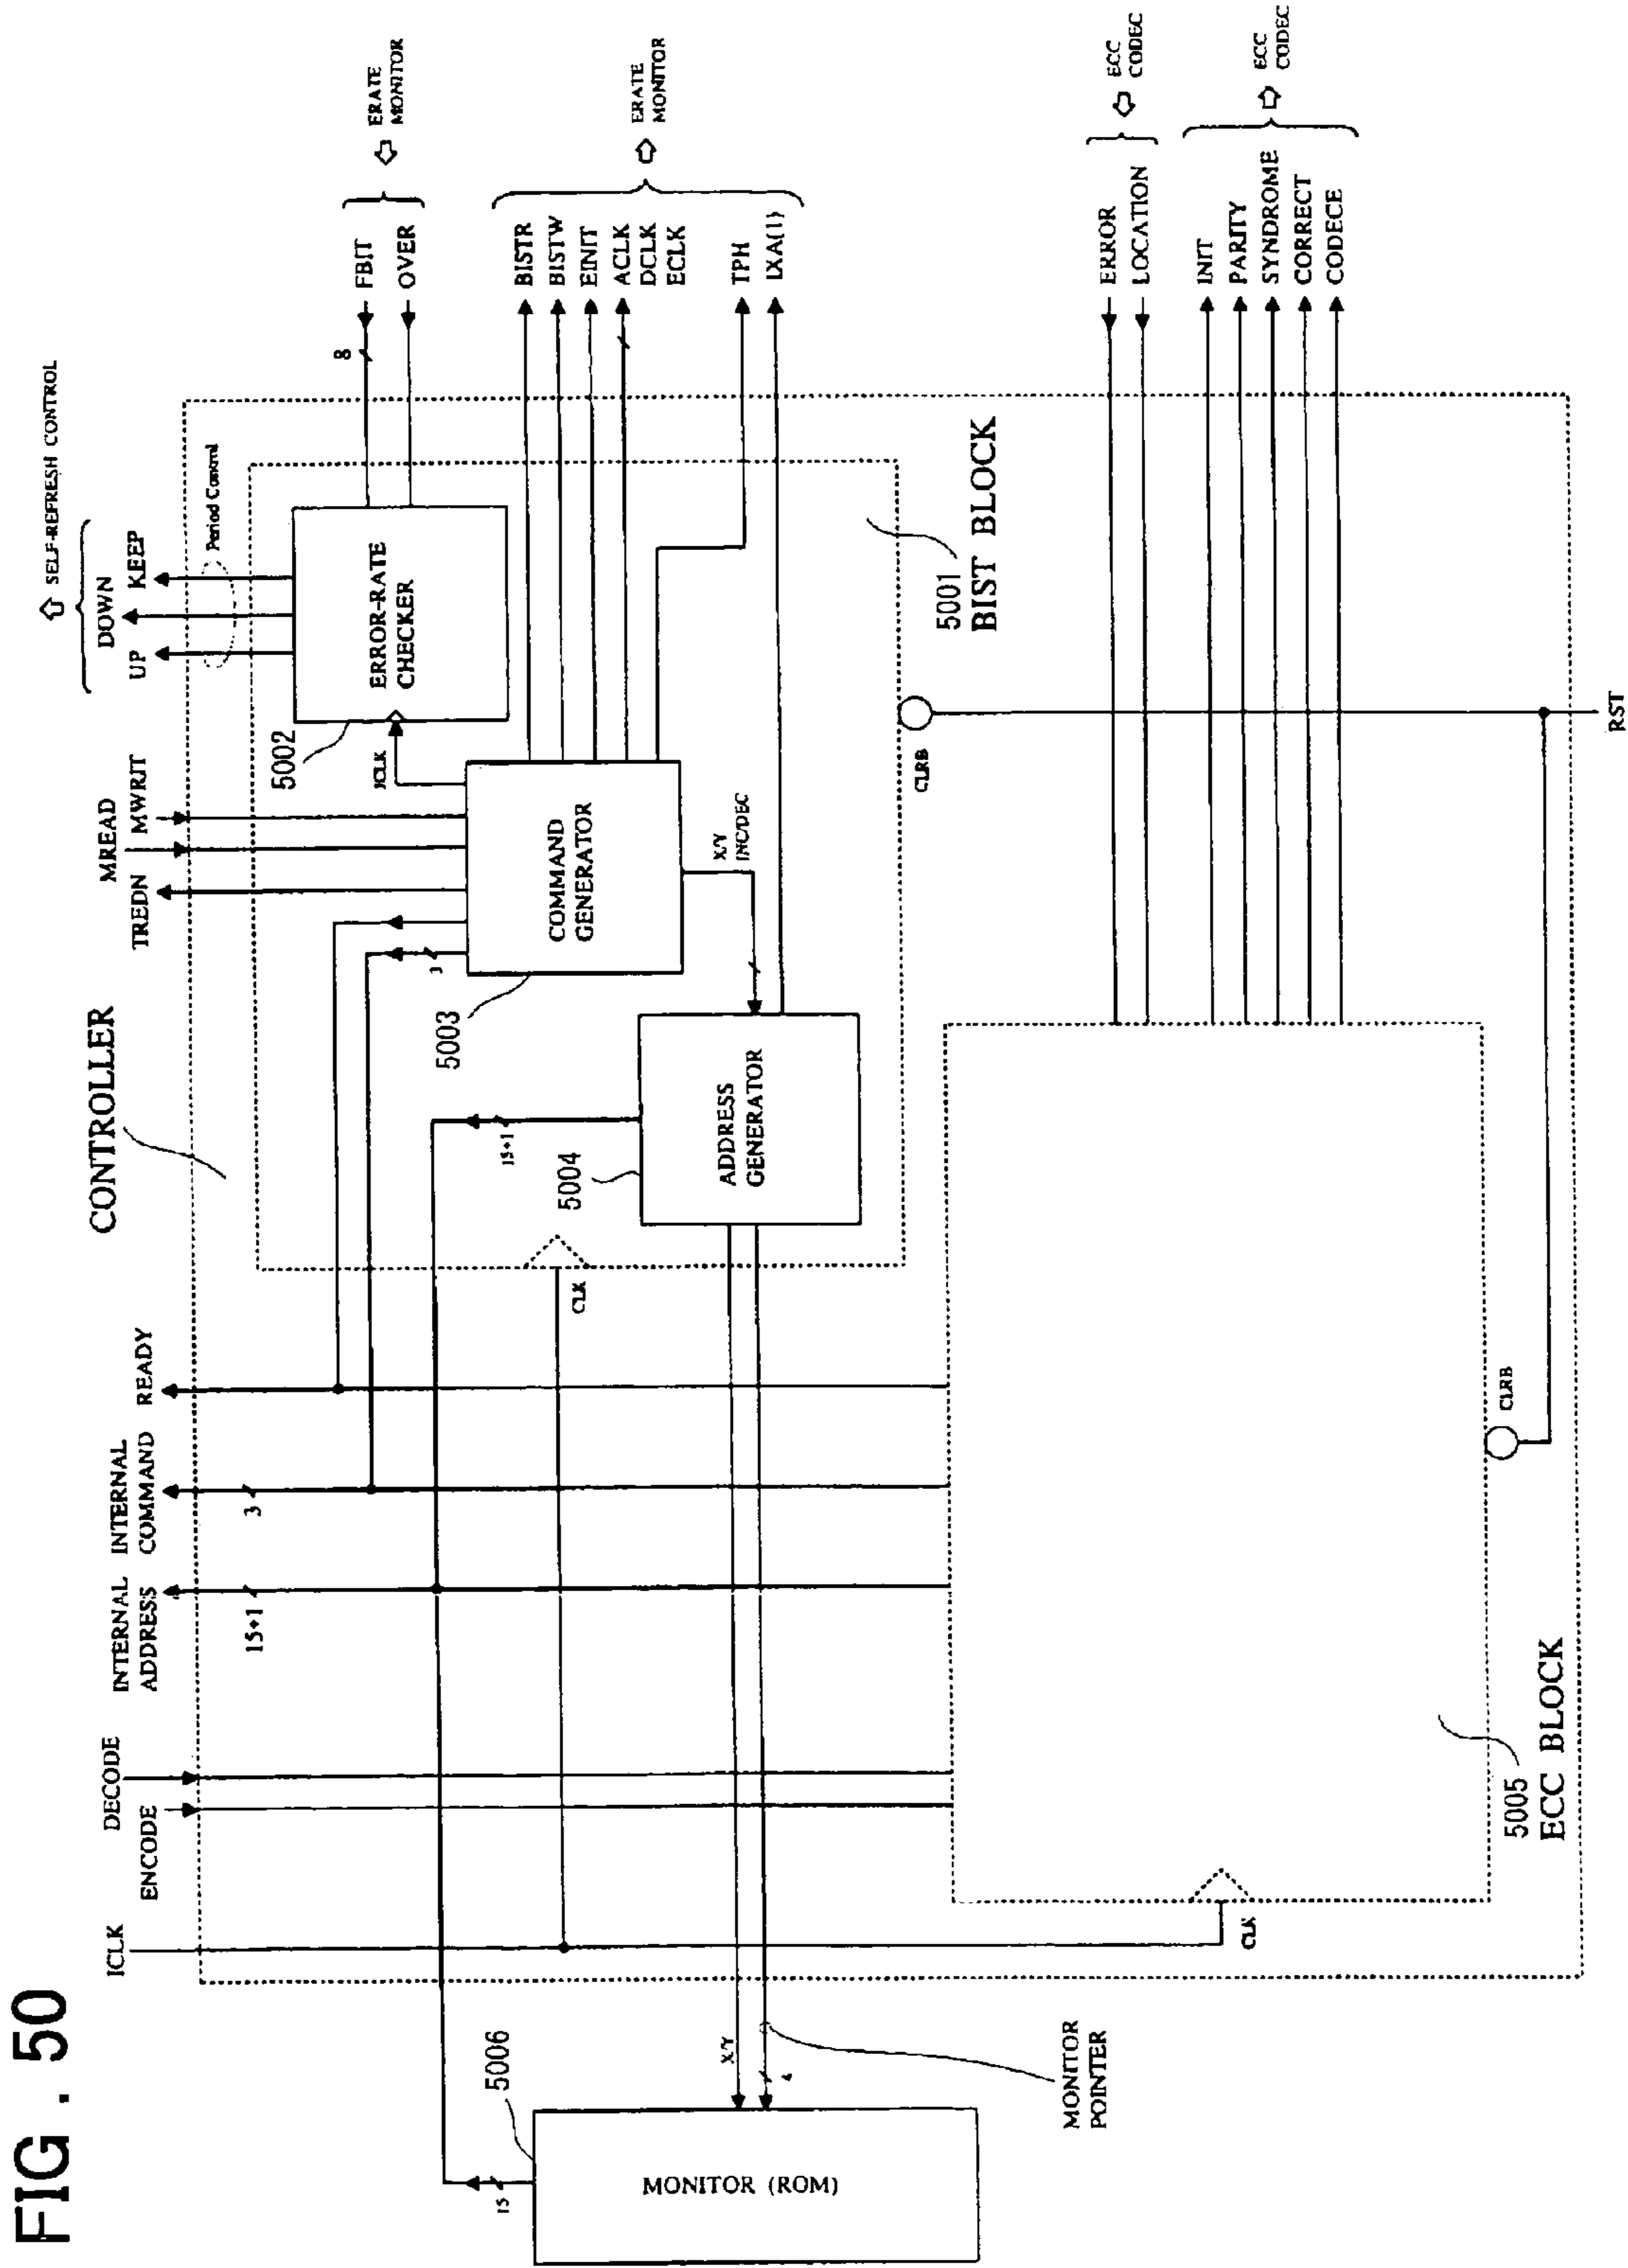 FIG. 50
CONTROLLER
SELF-REFRESH CONTROL
UP
DOWN
KEEP
Period Control
ICLK
ENCODE
DECODE
INTERNAL
ADDRESS
15+1
INTERNAL
COMMAND
3
READY
TREDN
MREAD
MWRIT
5002
ERROR-RATE
CHECKER
8
FBIT
OVER
ERATE
MONITOR
BISTR
BISTW
EINIT
ACLK
DCLK
ECLK
TPH
IXA(1)
ERATE
MONITOR
5003
COMMAND
GENERATOR
3
X/Y
INC/DEC
5004
ADDRESS
GENERATOR
15+1
CLK
5001
BIST BLOCK
CLRB
5006
MONITOR (ROM)
15
X/Y
4
MONITOR
POINTER
ERROR
LOCATION
ECC
CODEC
INIT
PARITY
SYNDROME
CORRECT
CODECE
ECC
CODEC
5005
ECC BLOCK
CLK
CLRB
RST